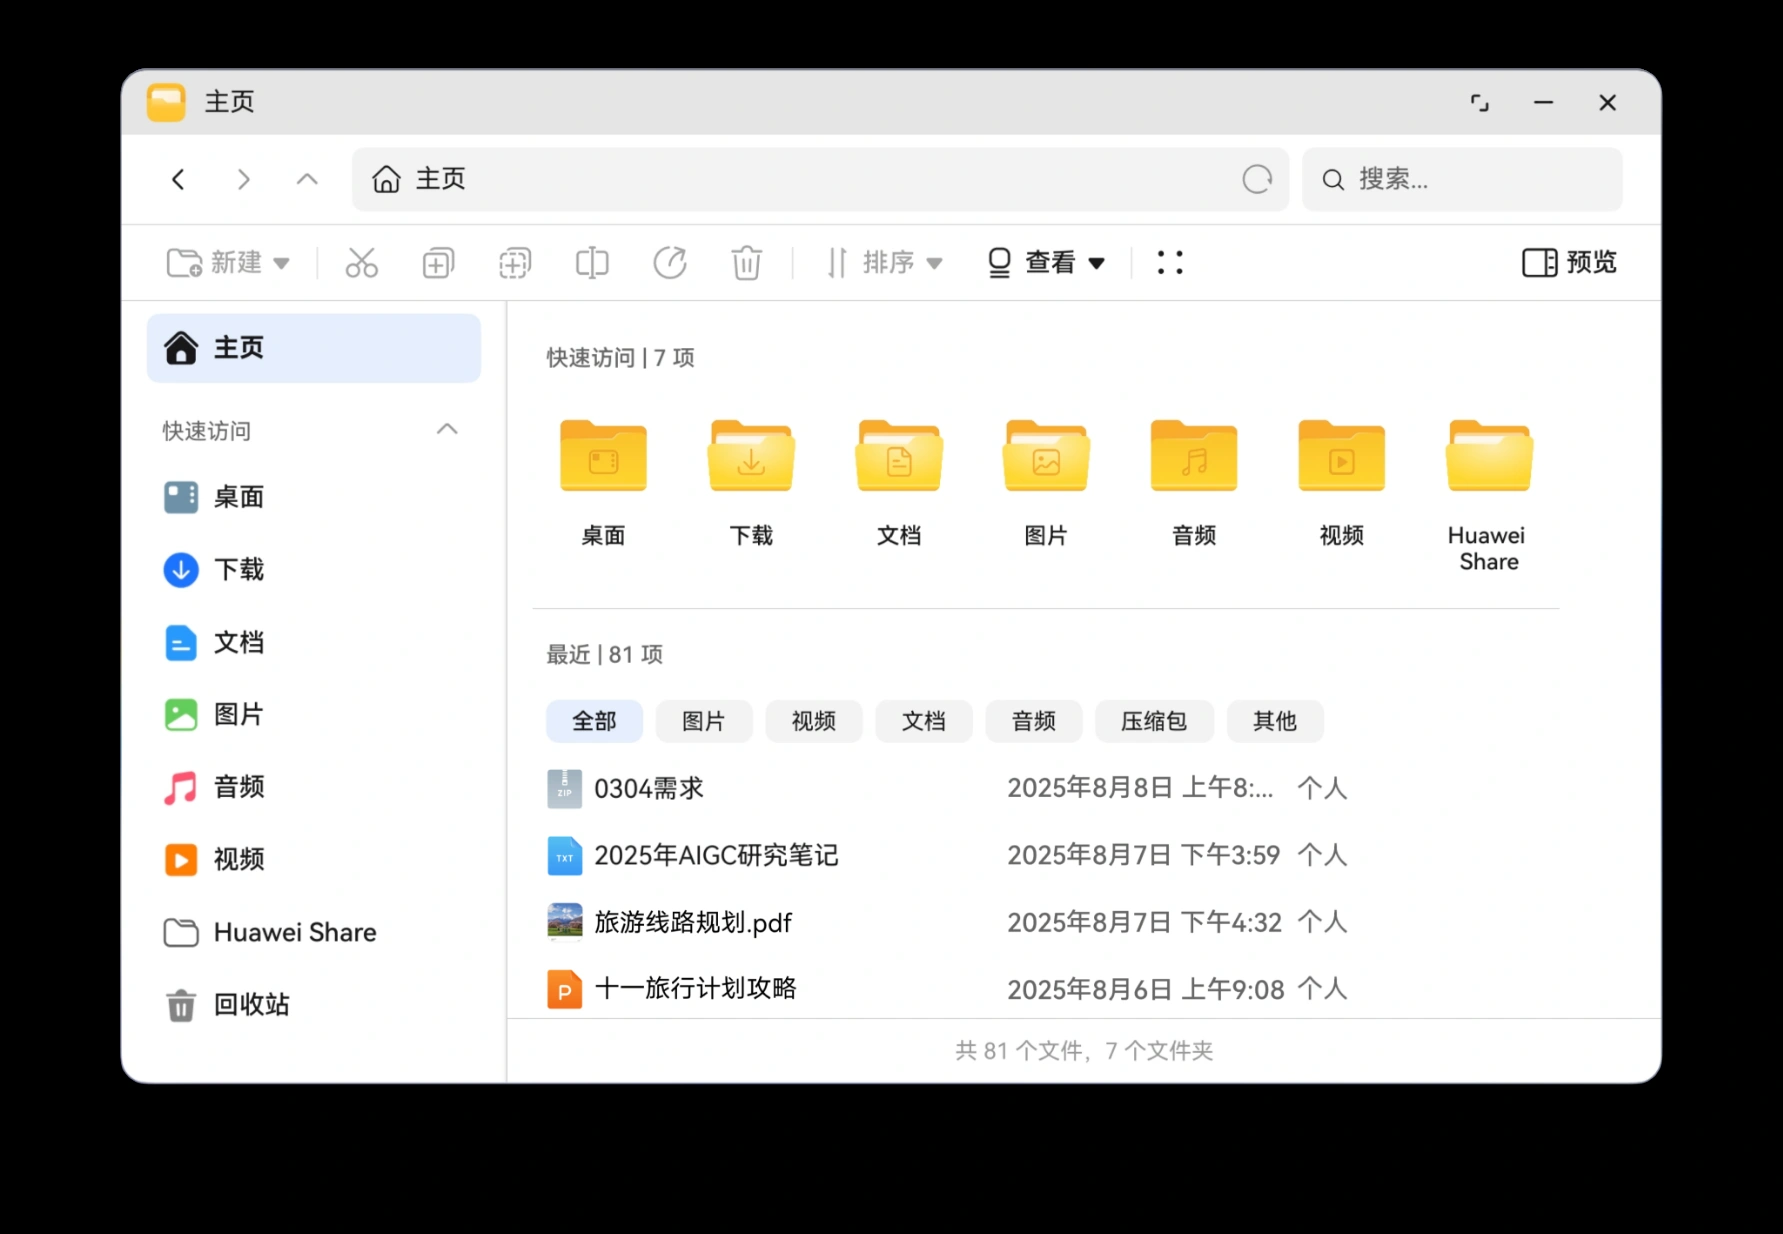 主页
主页
搜索...
新建
排序
查看
预览
主页
快速访问
桌面
下载
文档
图片
音频
视频
Huawei Share
回收站
快速访问 | 7 项
桌面
下载
文档
图片
音频
视频
Huawei
Share
最近 | 81 项
全部
图片
视频
文档
音频
压缩包
其他
ZIP
0304需求 2025年8月8日 上午8:... 个人
TXT
2025年AIGC研究笔记 2025年8月7日 下午3:59 个人
旅游线路规划.pdf 2025年8月7日 下午4:32 个人
P
十一旅行计划攻略 2025年8月6日 上午9:08 个人
共 81 个文件，7 个文件夹